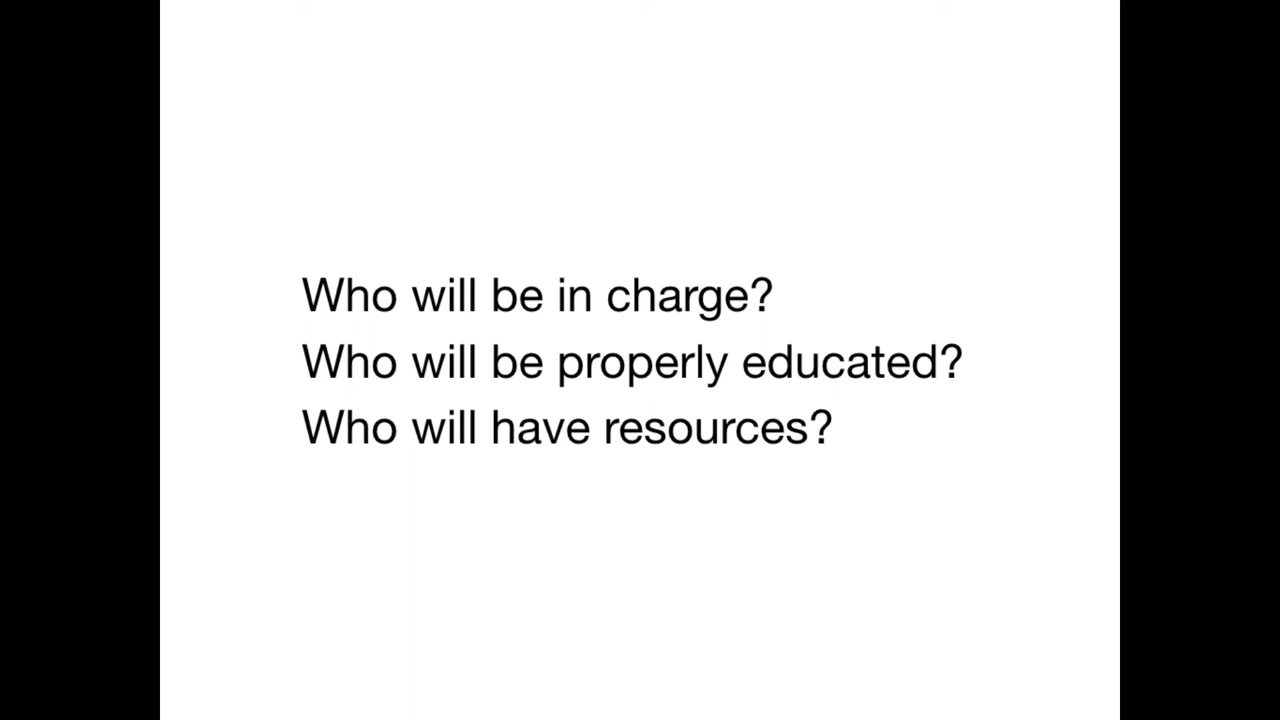 Who will be in charge?
Who will be properly educated?
Who will have resources?